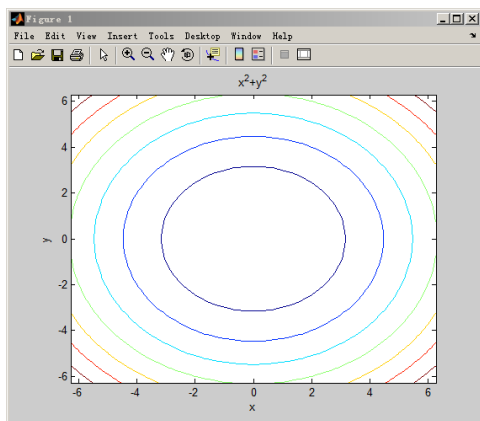 Figure 1
File Edit View Insert Tools Desktop Window Help
x²+y²
6
4
2
0
-2
-4
-6
y
-6 -4 -2 0 2 4 6
x